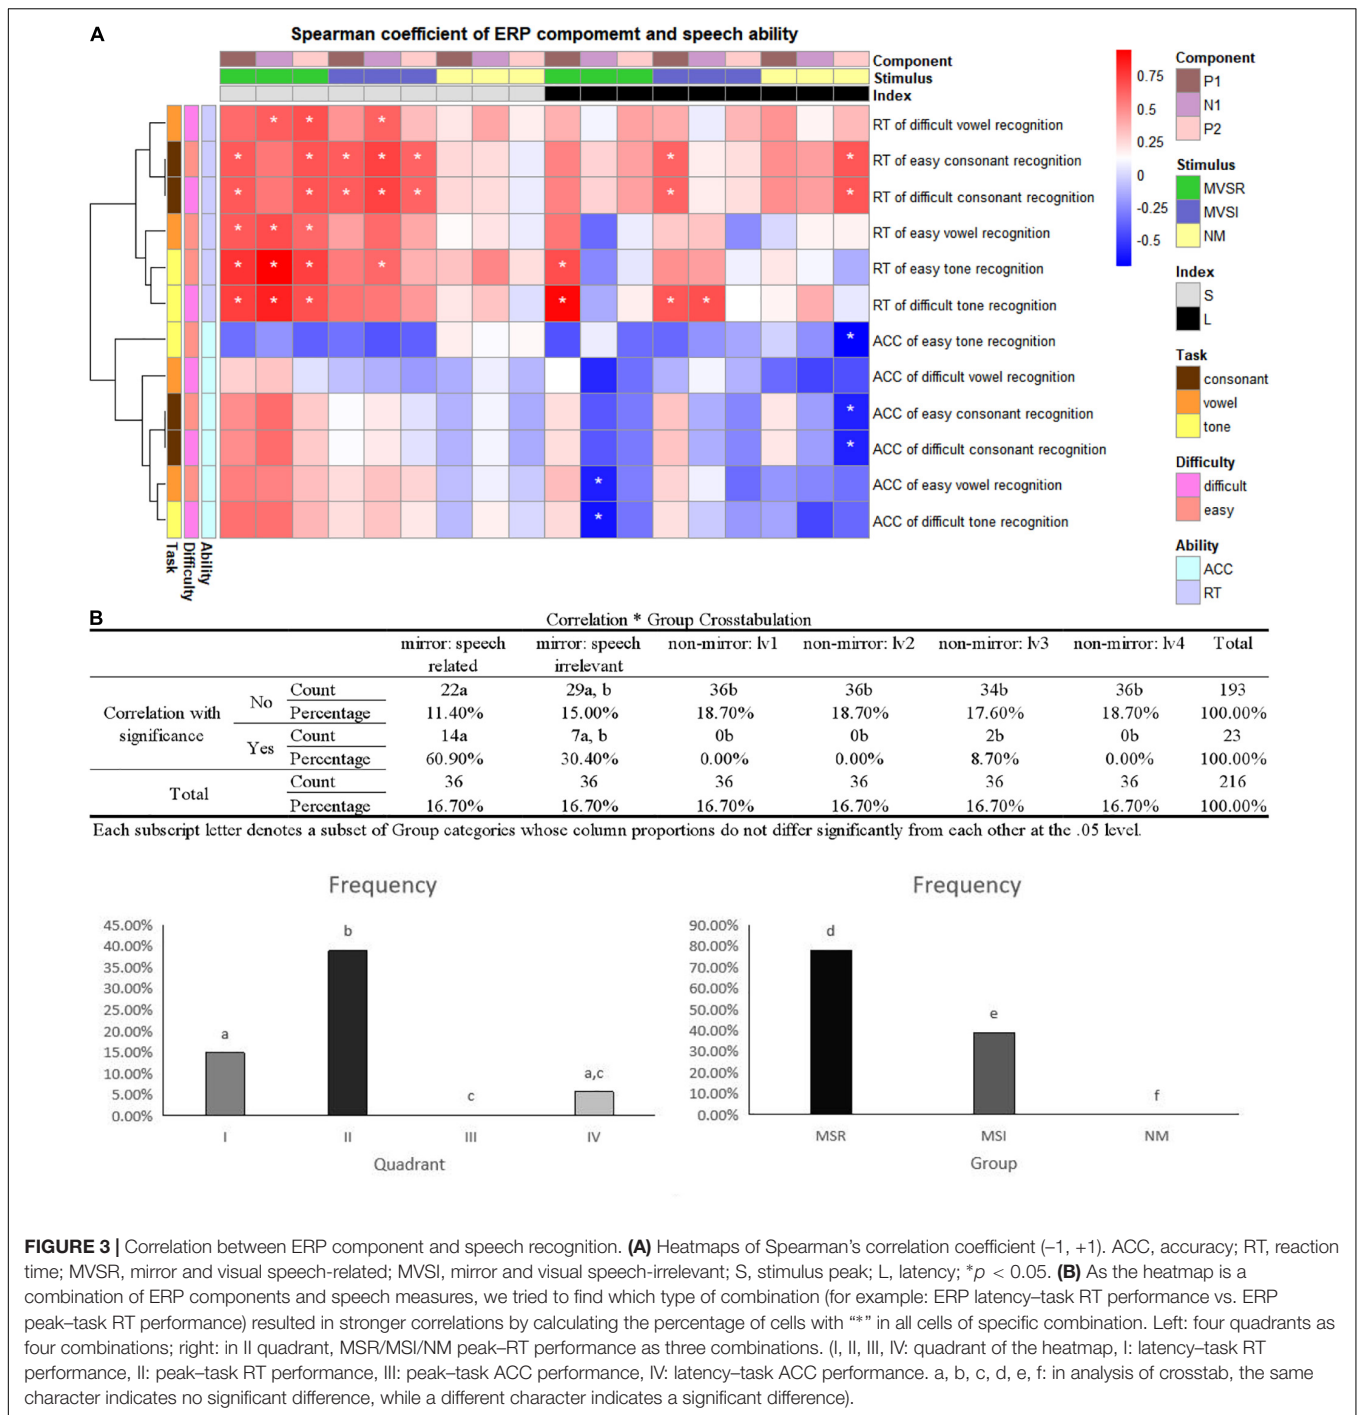 A
Spearman coefficient of ERP compomemt and speech ability
Component
Stimulus
Index
RT of difficult vowel recognition
RT of easy consonant recognition
RT of difficult consonant recognition
RT of easy vowel recognition
RT of easy tone recognition
RT of difficult tone recognition
ACC of easy tone recognition
ACC of difficult vowel recognition
ACC of easy consonant recognition
ACC of difficult consonant recognition
ACC of easy vowel recognition
ACC of difficult tone recognition
Task
Difficulty
Ability
0.75
0.5
0.25
0
-0.25
-0.5
Component
P1
N1
P2
Stimulus
MVSR
MVSI
NM
Index
S
L
Task
consonant
vowel
tone
Difficulty
difficult
easy
Ability
ACC
RT
B
Correlation * Group Crosstabulation
mirror: speech related mirror: speech irrelevant non-mirror: lv1 non-mirror: lv2 non-mirror: lv3 non-mirror: lv4 Total
Correlation with significance
No Count 22a 29a, b 36b 36b 34b 36b 193
Percentage 11.40% 15.00% 18.70% 18.70% 17.60% 18.70% 100.00%
Yes Count 14a 7a, b 0b 0b 2b 0b 23
Percentage 60.90% 30.40% 0.00% 0.00% 8.70% 0.00% 100.00%
Total Count 36 36 36 36 36 36 216
Percentage 16.70% 16.70% 16.70% 16.70% 16.70% 16.70% 100.00%
Each subscript letter denotes a subset of Group categories whose column proportions do not differ significantly from each other at the .05 level.
Frequency
45.00%
40.00%
35.00%
30.00%
25.00%
20.00%
15.00%
10.00%
5.00%
0.00%
a
b
c
a,c
I II III IV
Quadrant
Frequency
90.00%
80.00%
70.00%
60.00%
50.00%
40.00%
30.00%
20.00%
10.00%
0.00%
d
e
f
MSR MSI NM
Group
FIGURE 3 | Correlation between ERP component and speech recognition. (A) Heatmaps of Spearman's correlation coefficient (–1, +1). ACC, accuracy; RT, reaction
time; MVSR, mirror and visual speech-related; MVSI, mirror and visual speech-irrelevant; S, stimulus peak; L, latency; *p < 0.05. (B) As the heatmap is a
combination of ERP components and speech measures, we tried to find which type of combination (for example: ERP latency–task RT performance vs. ERP
peak–task RT performance) resulted in stronger correlations by calculating the percentage of cells with "*" in all cells of specific combination. Left: four quadrants as
four combinations; right: in II quadrant, MSR/MSI/NM peak–RT performance as three combinations. (I, II, III, IV: quadrant of the heatmap, I: latency–task RT
performance, II: peak–task RT performance, III: peak–task ACC performance, IV: latency–task ACC performance. a, b, c, d, e, f: in analysis of crosstab, the same
character indicates no significant difference, while a different character indicates a significant difference).